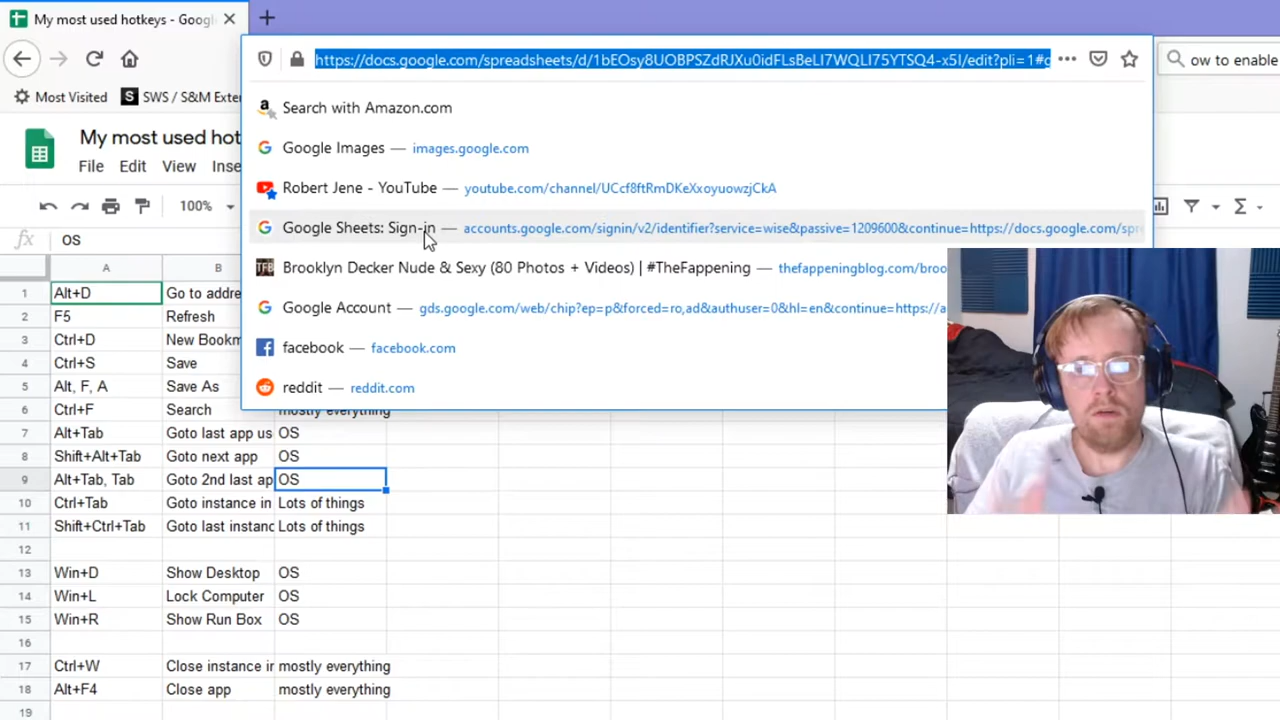 My most used hotkeys - Goog
https://docs.google.com/spreadsheets/d/1bEOsy8UOBPSZdRJXu0idFLsBeLI7WQLI75YTSQ4-x5I/edit?pli=1#g
ow to enable
Most Visited
S SWS / S&M Exte
Search with Amazon.com
Google Images — images.google.com
Robert Jene - YouTube — youtube.com/channel/UCcf8ftRmDKeXxoyuowzjCkA
Google Sheets: Sign-in — accounts.google.com/signin/v2/identifier?service=wise&passive=1209600&continue=https://docs.google.com/spr
TFB Brooklyn Decker Nude & Sexy (80 Photos + Videos) | #TheFappening — thefappeningblog.com/broo
Google Account — gds.google.com/web/chip?ep=p&forced=ro,ad&authuser=0&hl=en&continue=https://a
facebook — facebook.com
reddit — reddit.com
My most used hot
File Edit View Inse
100%
fx OS
A B
1 Alt+D Go to addre
2 F5 Refresh
3 Ctrl+D New Bookm
4 Ctrl+S Save
5 Alt, F, A Save As
6 Ctrl+F Search mostly everything
7 Alt+Tab Goto last app us OS
8 Shift+Alt+Tab Goto next app OS
9 Alt+Tab, Tab Goto 2nd last ap OS
10 Ctrl+Tab Goto instance in Lots of things
11 Shift+Ctrl+Tab Goto last instanc Lots of things
12
13 Win+D Show Desktop OS
14 Win+L Lock Computer OS
15 Win+R Show Run Box OS
16
17 Ctrl+W Close instance in mostly everything
18 Alt+F4 Close app mostly everything
19